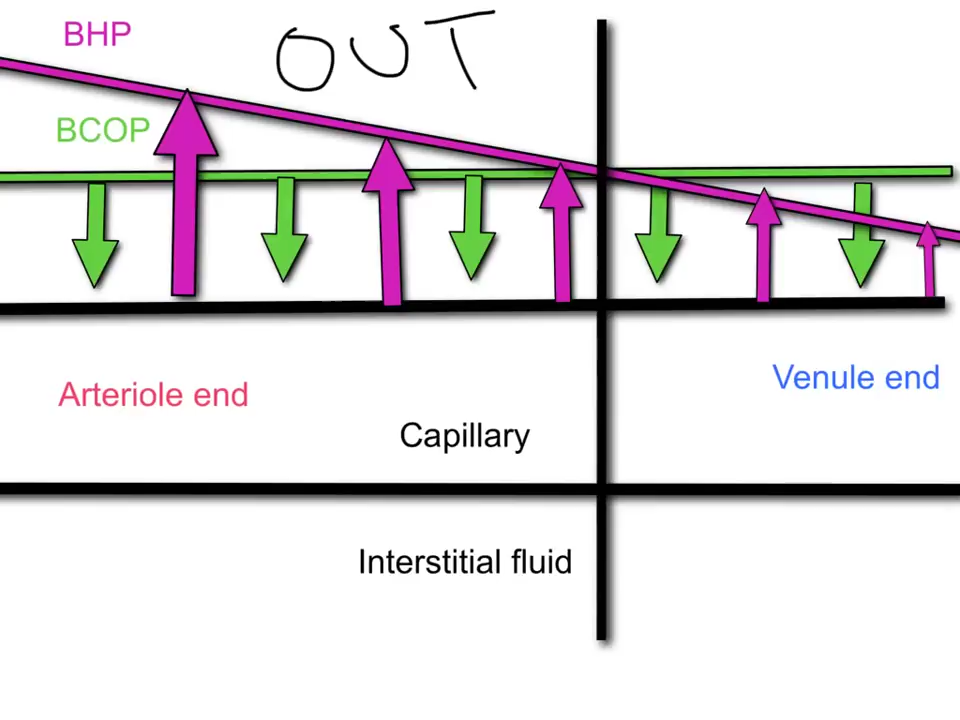 BHP
OUT
BCOP
Arteriole end
Venule end
Capillary
Interstitial fluid